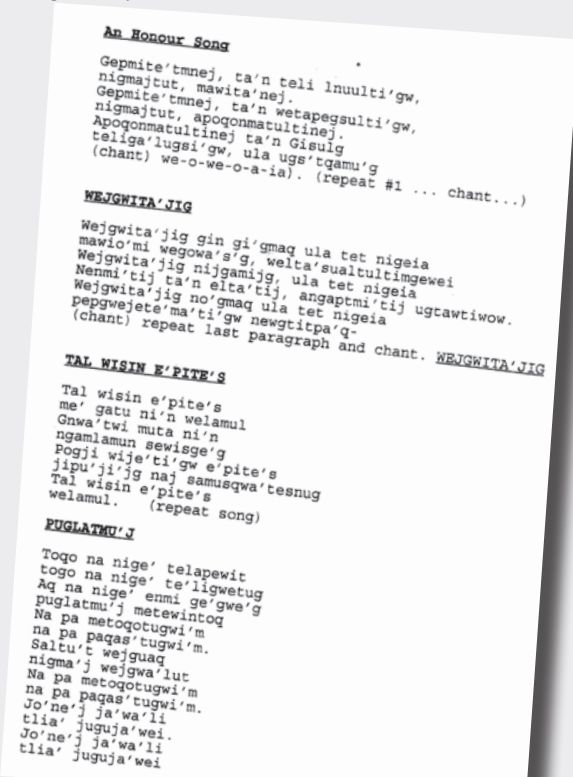 An Honour Song
Gepmite'tmnej, ta'n teli lnuulti'gw,
nigmajtut, mawita'nej.
Gepmite'tmnej, ta'n wetapegsulti'gw,
nigmajtut, apoqonmatultinej.
Apoqonmatultinej ta'n Gisulg
teliga'lugsi'gw, ula ugs'tqamu'g
(chant) we-o-we-o-a-ia). (repeat #1 ... chant...)
WEJGWITA'JIG
Wejgwita'jig gin gi'gmaq ula tet nigeia
mawio'mi wegowa's'g, welta'sualtultimgewei
Wejgwita'jig nijgamijg, ula tet nigeia
Nenmi'tij ta'n elta'tij, angaptmi'tij ugtawtiwow.
Wejgwita'jig no'gmaq ula tet nigeia
pepgwejete'ma'ti'gw newgtitpa'q-
(chant) repeat last paragraph and chant. WEJGWITA'JIG
TAL WISIN E'PITE'S
Tal wisin e'pite's
me' gatu ni'n welamul
Gnwa'twi muta ni'n
ngamlamun sewisge'g
Pogji wije'ti'gw e'pite's
jipu'ji'jg naj samusqwa'tesnug
Tal wisin e'pite's
welamul. (repeat song)
PUGLATMU'J
Toqo na nige' telapewit
togo na nige' te'ligwetug
Aq na nige' enmi ge'gwe'g
puglatmu'j metewintoq
Na pa metoqotugwi'm
na pa paqas'tugwi'm.
Saltu't wejguaq
nigma'j wejgwa'lut
Na pa metoqotugwi'm
na pa paqas'tugwi'm.
Jo'ne'j ja'wa'li
tlia' juguja'wei.
Jo'ne'j ja'wa'li
tlia' juguja'wei